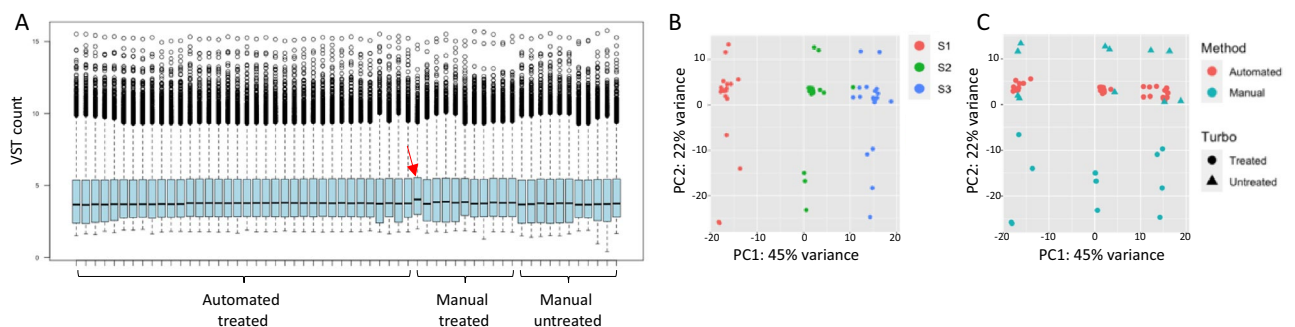 A
VST count
15
10
5
0
Automated
treated
Manual
treated
Manual
untreated
B
PC2: 22% variance
10
0
-10
-20
-20
-10
0
10
20
PC1: 45% variance
S1
S2
S3
C
PC2: 22% variance
10
0
-10
-20
-20
-10
0
10
20
PC1: 45% variance
Method
Automated
Manual
Turbo
Treated
Untreated